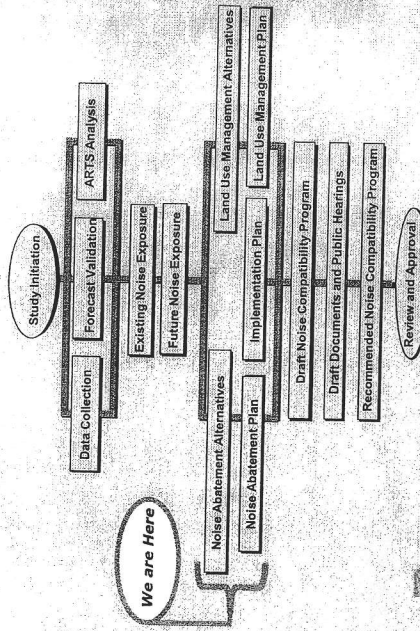 Study Initiation
Data Collection
Forecast Validation
ARTS Analysis
Existing Noise Exposure
Future Noise Exposure
We are Here
Noise Abatement Alternatives
Land Use Management Alternatives
Noise Abatement Plan
Implementation Plan
Land Use Management Plan
Draft Noise Compatibility Program
Draft Documents and Public Hearings
Recommended Noise Compatibility Program
Review and Approval